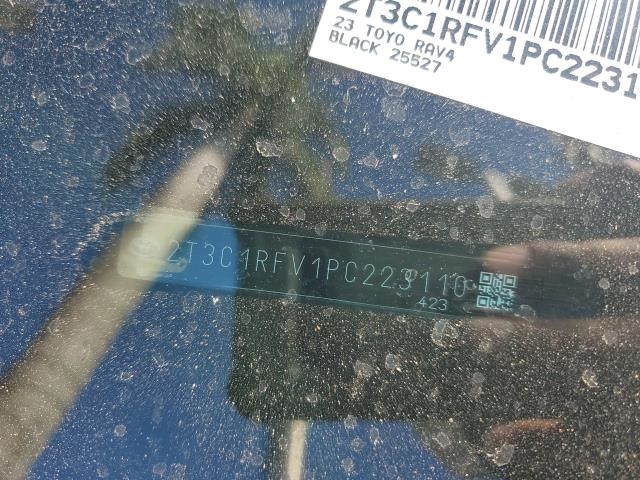 2T3C1RFV1PC2231
23 TOYO RAV4
BLACK 25527
2T3C1RFV1PC223110
423